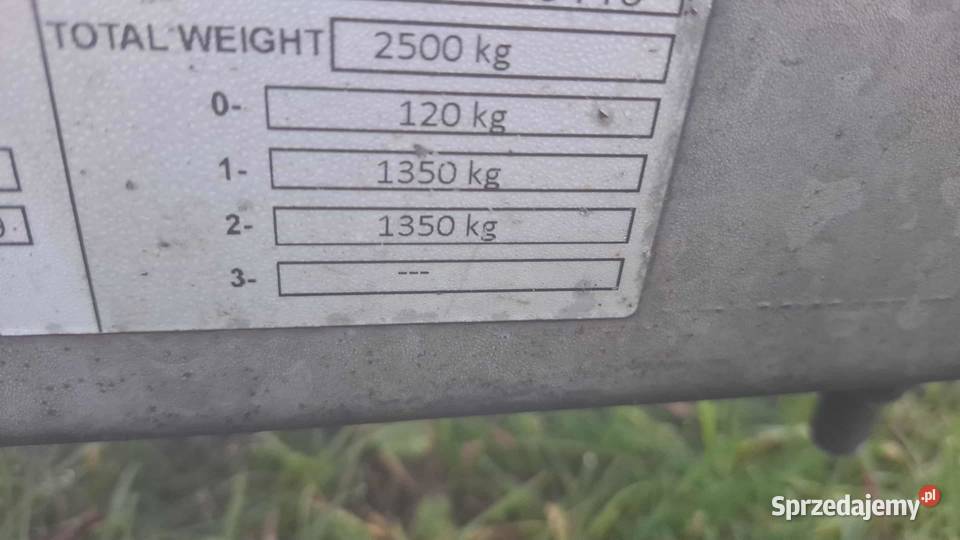 TOTAL WEIGHT 2500 kg
0- 120 kg
1- 1350 kg
2- 1350 kg
3- ---
Sprzedajemy.pl